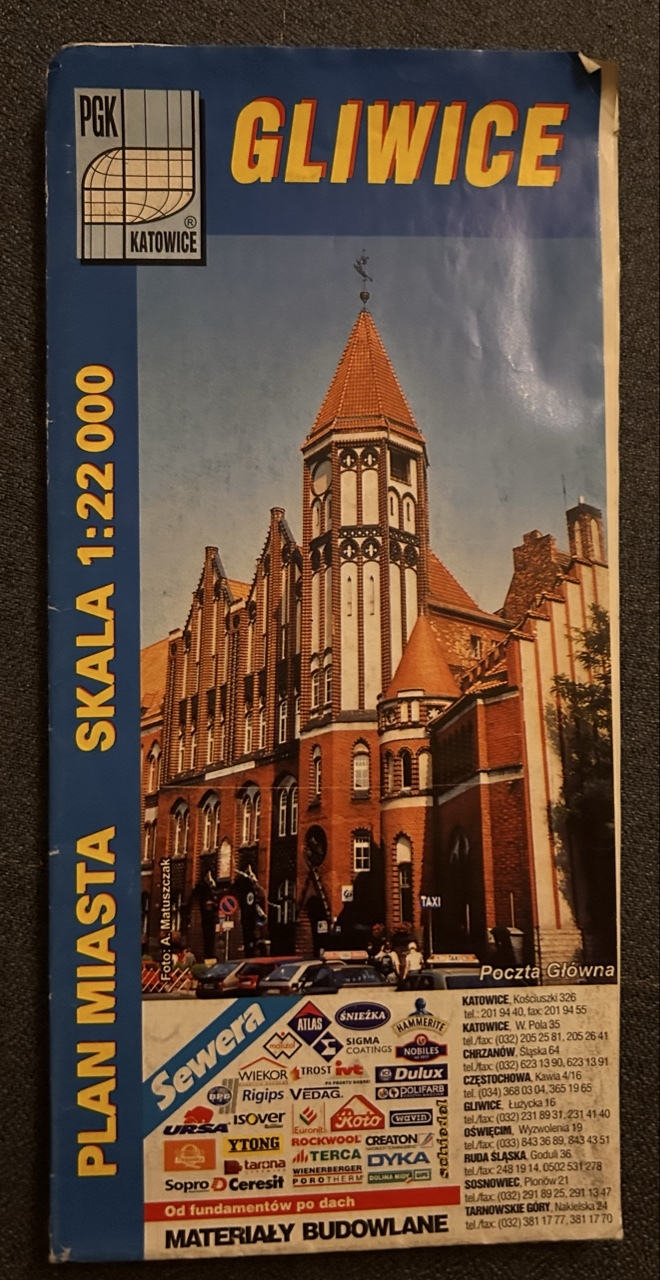 PGK
KATOWICE
®
GLIWICE
PLAN MIASTA SKALA 1:22 000
Foto: A. Matuszczak
TAXI
Poczta Główna
Sewera
ATLAS
ŚNIEŻKA
HAMMERITE
SIGMA
COATINGS
NOBILES
WIEKOR
TROST
ivt
Dulux
Rigips
VEDAG.
POLIFARB
URSA
isover
Euronit
Roto
wavin
YTONG
ROCKWOOL
CREATON
tarona
TERCA
DYKA
schiedel
WIENERBERGER
Sopro
Ceresit
POROTHERM
Od fundamentów po dach
MATERIAŁY BUDOWLANE
KATOWICE, Kościuszki 326
tel.: 201 94 40, fax: 201 94 55
KATOWICE, W. Pola 35
tel./fax: (032) 205 25 81, 205 26 41
CHRZANÓW, Śląska 64
tel./fax: (032) 623 13 90, 623 13 91
CZĘSTOCHOWA, Kawia 4/16
tel. (034) 368 03 04, 365 19 65
GLIWICE, Łużycka 16
tel./fax: (032) 231 89 31, 231 41 40
OŚWIĘCIM, Wyzwolenia 19
tel./fax: (033) 843 36 89, 843 43 51
RUDA ŚLĄSKA, Goduli 36
tel./fax: 248 19 14, 0502 531 278
SOSNOWIEC, Plonów 21
tel./fax: (032) 291 89 25, 291 13 47
TARNOWSKIE GÓRY, Nakielska 24
tel./fax: (032) 381 17 77, 381 17 70